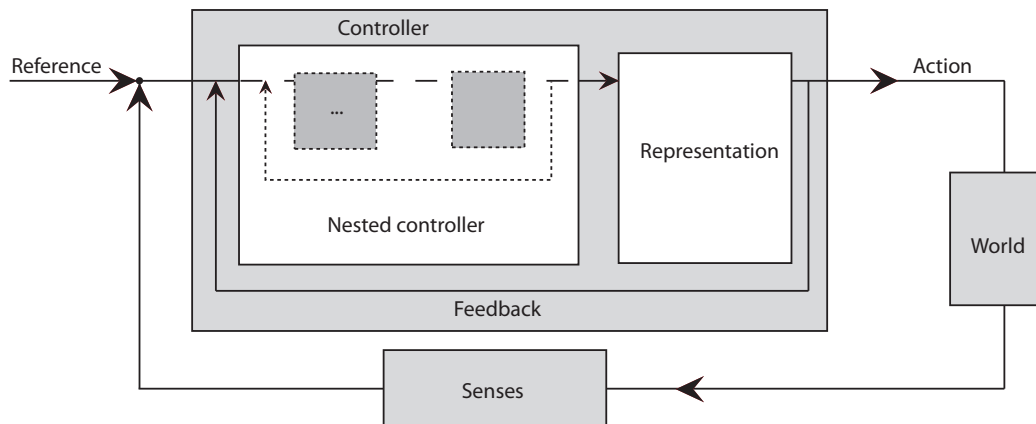 Controller
Reference
Action
...
Representation
Nested controller
World
Feedback
Senses